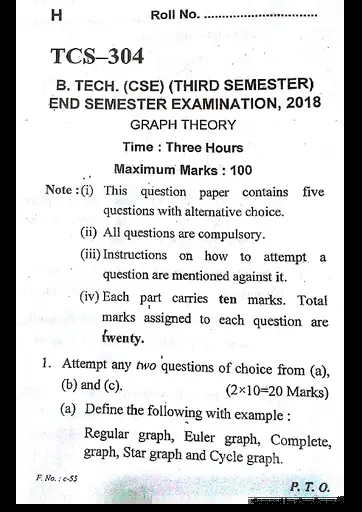 H Roll No. ..............................
TCS–304
B. TECH. (CSE) (THIRD SEMESTER)
END SEMESTER EXAMINATION, 2018
GRAPH THEORY
Time : Three Hours
Maximum Marks : 100
Note :(i) This question paper contains five
questions with alternative choice.
(ii) All questions are compulsory.
(iii) Instructions on how to attempt a
question are mentioned against it.
(iv) Each part carries ten marks. Total
marks assigned to each question are
twenty.
1. Attempt any two questions of choice from (a),
(b) and (c). (2×10=20 Marks)
(a) Define the following with example :
Regular graph, Euler graph, Complete,
graph, Star graph and Cycle graph.
F. No. : c-55 P. T. O.